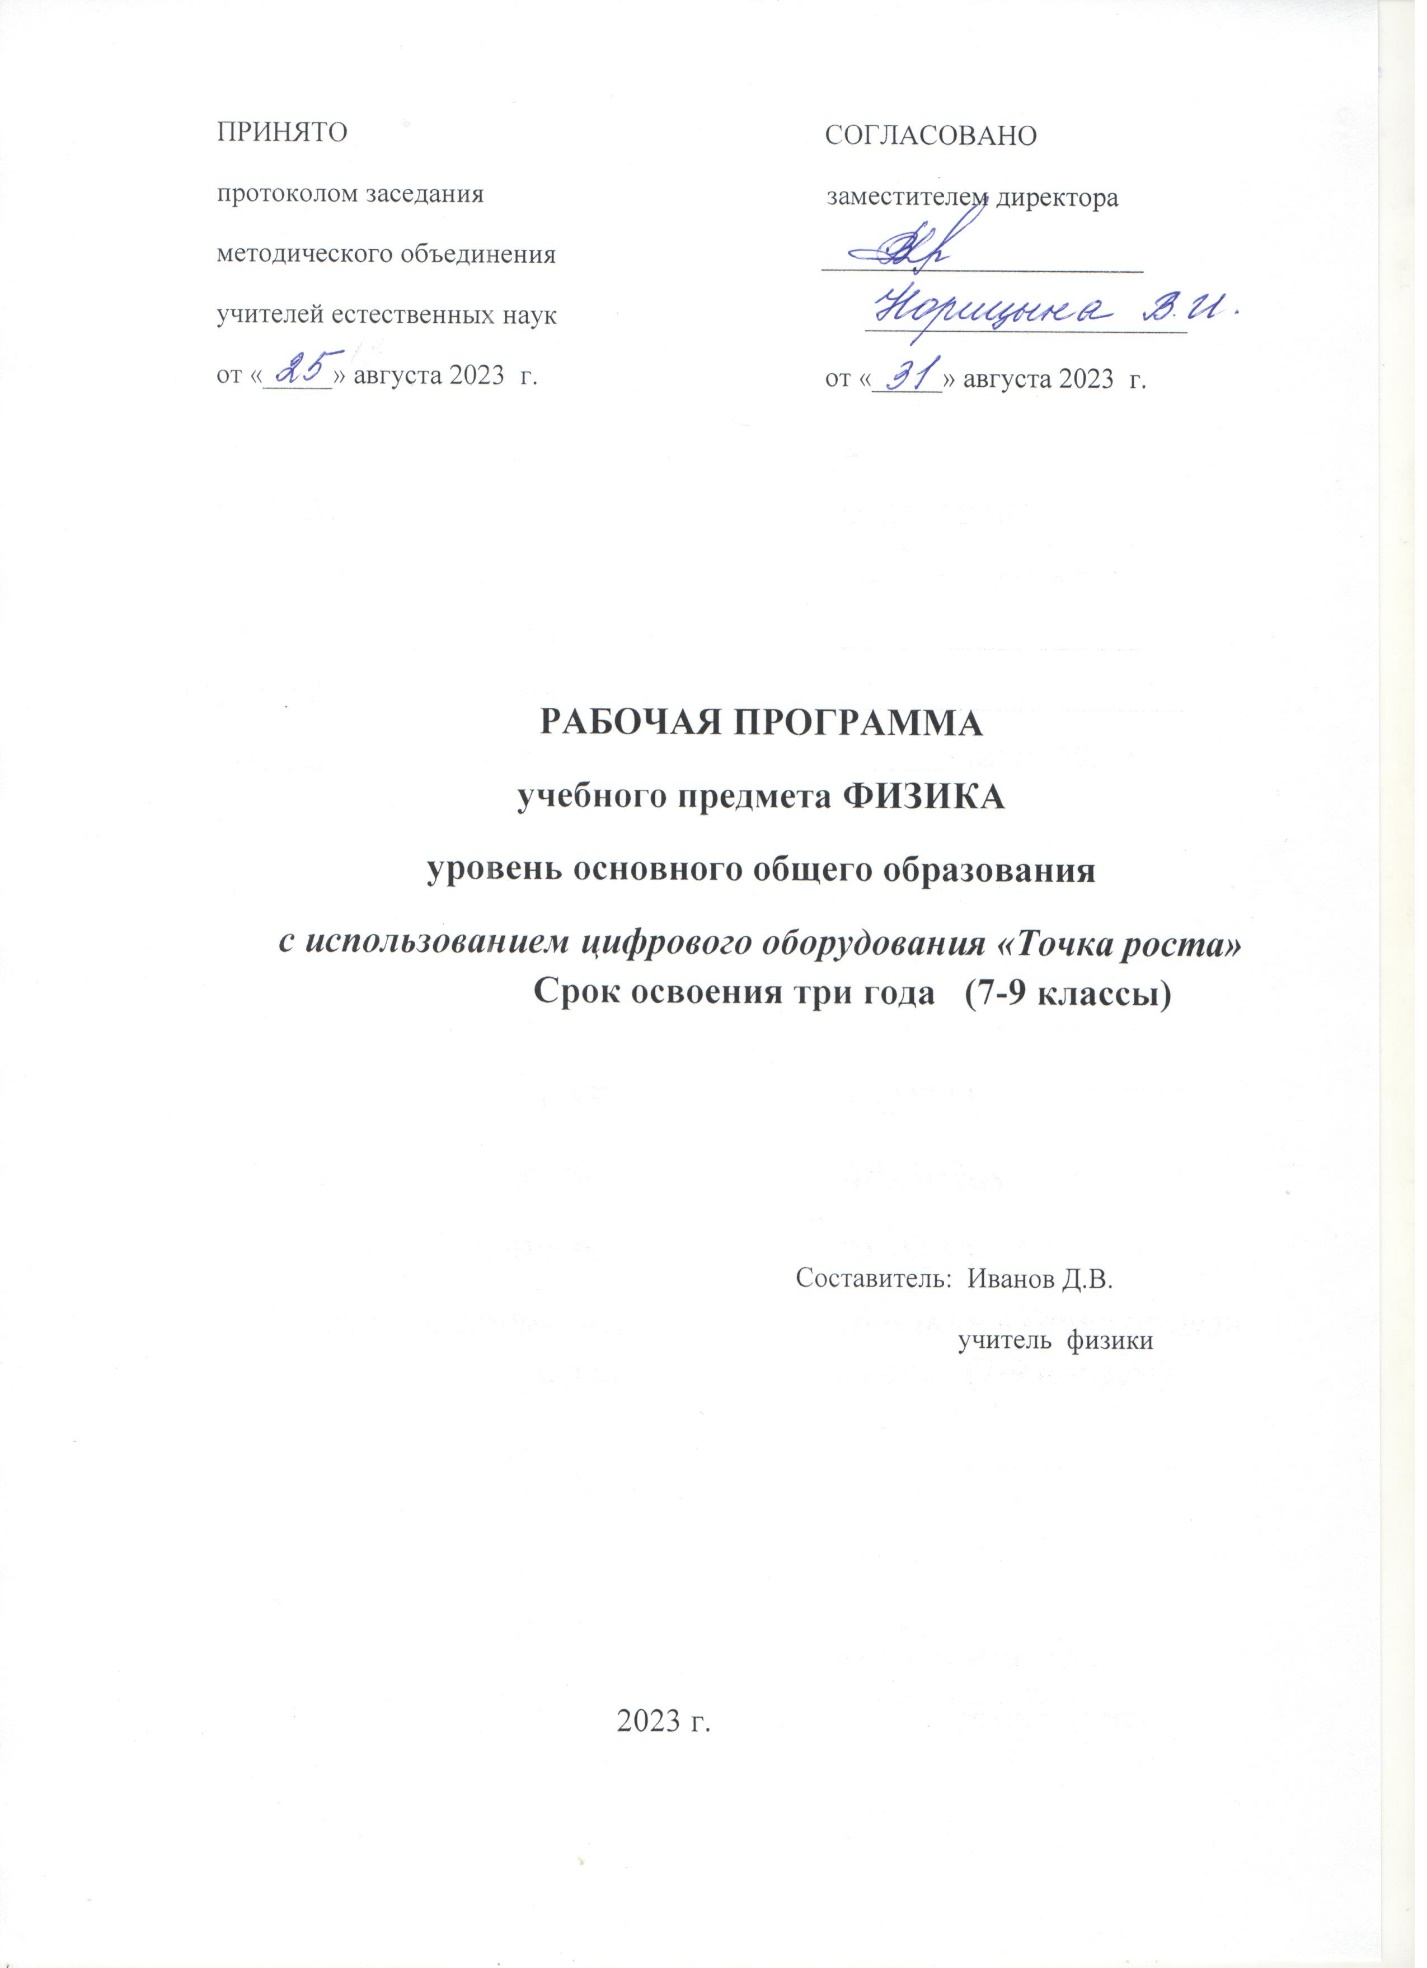 ПРИНЯТО
протоколом заседания
методического объединения
учителей естественных наук
от «25» августа 2023 г.
СОГЛАСОВАНО
заместителем директора
Норицына В.И.
от «31» августа 2023 г.
РАБОЧАЯ ПРОГРАММА
учебного предмета ФИЗИКА
уровень основного общего образования
с использованием цифрового оборудования «Точка роста»
Срок освоения три года (7-9 классы)
Составитель: Иванов Д.В.
учитель физики
2023 г.